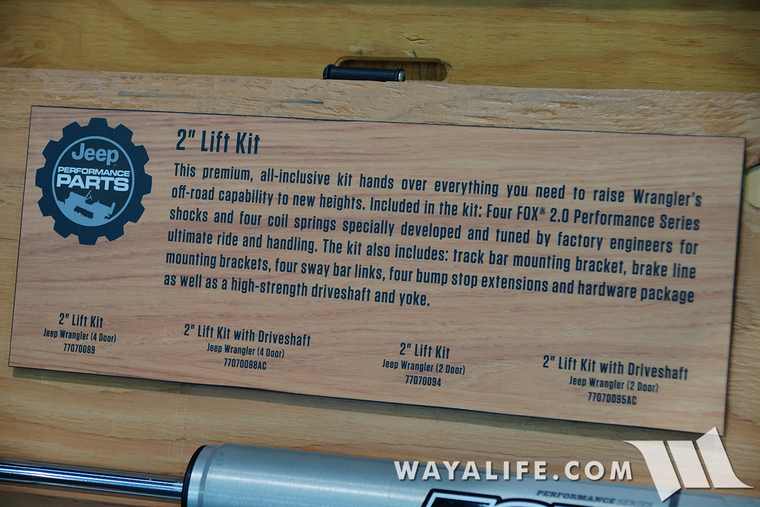 Jeep
PERFORMANCE
PARTS
2" Lift Kit
This premium, all-inclusive kit hands over everything you need to raise Wrangler's
off-road capability to new heights. Included in the kit: Four FOX® 2.0 Performance Series
shocks and four coil springs specially developed and tuned by factory engineers for
ultimate ride and handling. The kit also includes: track bar mounting bracket, brake line
mounting brackets, four sway bar links, four bump stop extensions and hardware package
as well as a high-strength driveshaft and yoke.
2" Lift Kit
Jeep Wrangler (4 Door)
77070089
2" Lift Kit with Driveshaft
Jeep Wrangler (4 Door)
77070088AC
2" Lift Kit
Jeep Wrangler (2 Door)
77070094
2" Lift Kit with Driveshaft
Jeep Wrangler (2 Door)
77070095AC
WAYALIFE.COM
PERFORMANCE SERIES